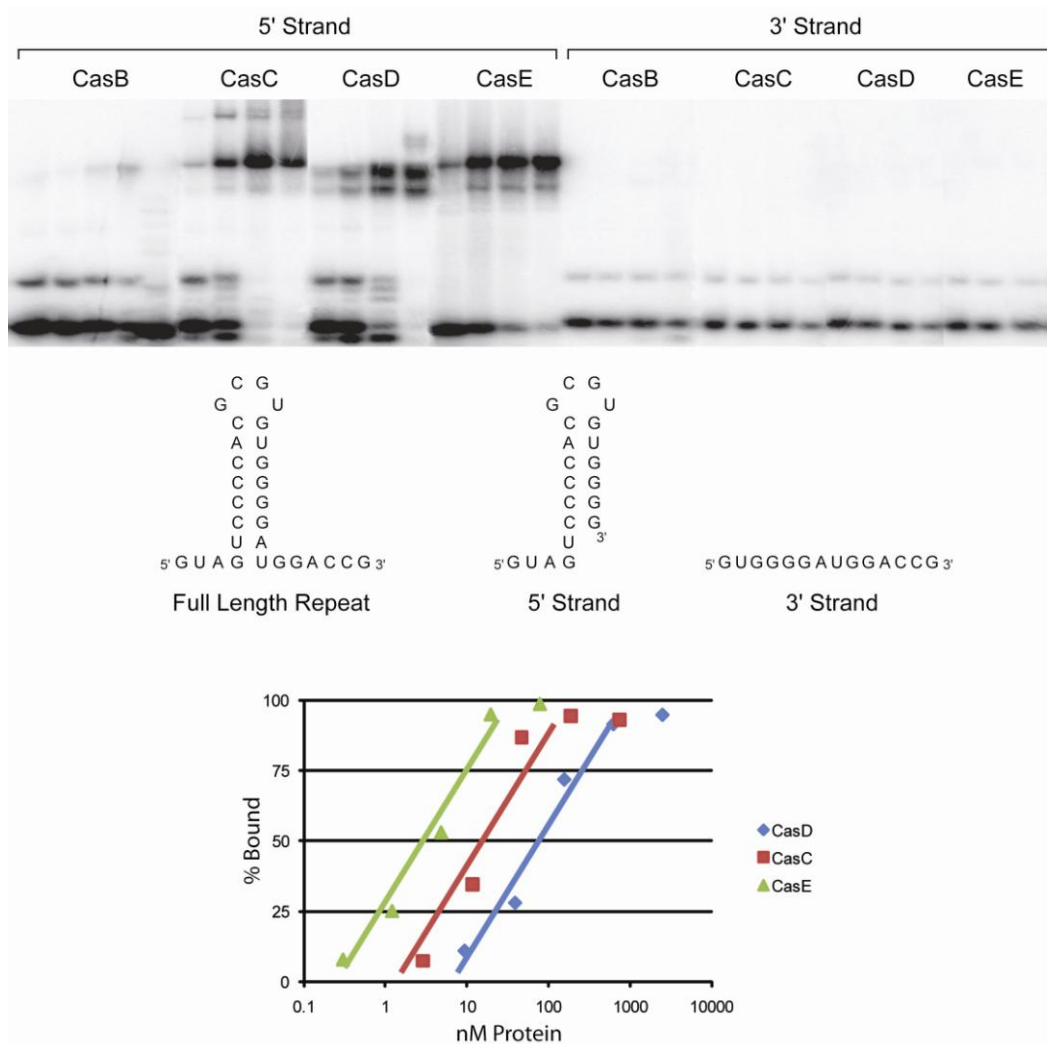 5' Strand 3' Strand
CasB CasC CasD CasE CasB CasC CasD CasE
C G C G
G U G U
C G C G
A U A U
C G C G
C G C G
C G C G
C G C G
U A U 3'
5' G U A G U G G A C C G 3' 5' G U A G 5' G U G G G G A U G G A C C G 3'
Full Length Repeat 5' Strand 3' Strand
100
75
50
25
0
% Bound
0.1 1 10 100 1000 10000
nM Protein
CasD
CasC
CasE